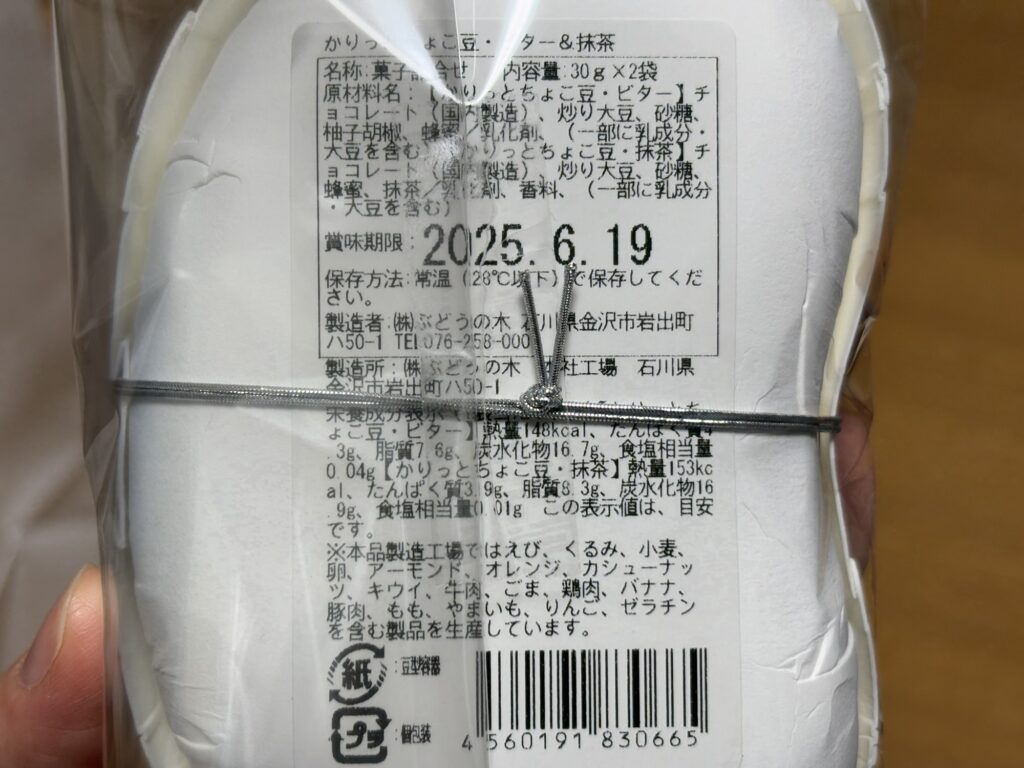 かりっとちょこ豆・ビター＆抹茶
名称：菓子詰合せ 内容量：30ｇ×2袋
原材料名：【かりっとちょこ豆・ビター】チ
ョコレート（国内製造）、炒り大豆、砂糖、
柚子胡椒、蜂蜜／乳化剤、（一部に乳成分・
大豆を含む）【かりっとちょこ豆・抹茶】チ
ョコレート（国内製造）、炒り大豆、砂糖、
蜂蜜、抹茶／乳化剤、香料、（一部に乳成分
・大豆を含む）
賞味期限：2025.6.19
保存方法：常温（28℃以下）で保存してくだ
さい。
製造者：㈱ぶどうの木 石川県金沢市岩出町
ハ50-1 TEL076-258-000
製造所：㈱ぶどうの木 社工場 石川県
金沢市岩出町ハ50-1
栄養成分表示
ょこ豆・ビター】熱量148kcal、たんぱく質4
.3g、脂質7.6g、炭水化物16.7g、食塩相当量
0.04g【かりっとちょこ豆・抹茶】熱量153kc
al、たんぱく質3.9g、脂質8.3g、炭水化物16
.9g、食塩相当量0.01g この表示値は、目安
です。
※本品製造工場ではえび、くるみ、小麦、
卵、アーモンド、オレンジ、カシューナッ
ツ、キウイ、牛肉、ごま、鶏肉、バナナ、
豚肉、もも、やまいも、りんご、ゼラチン
を含む製品を生産しています。
紙：豆型容器
プラ：個包装
4 560191 830665